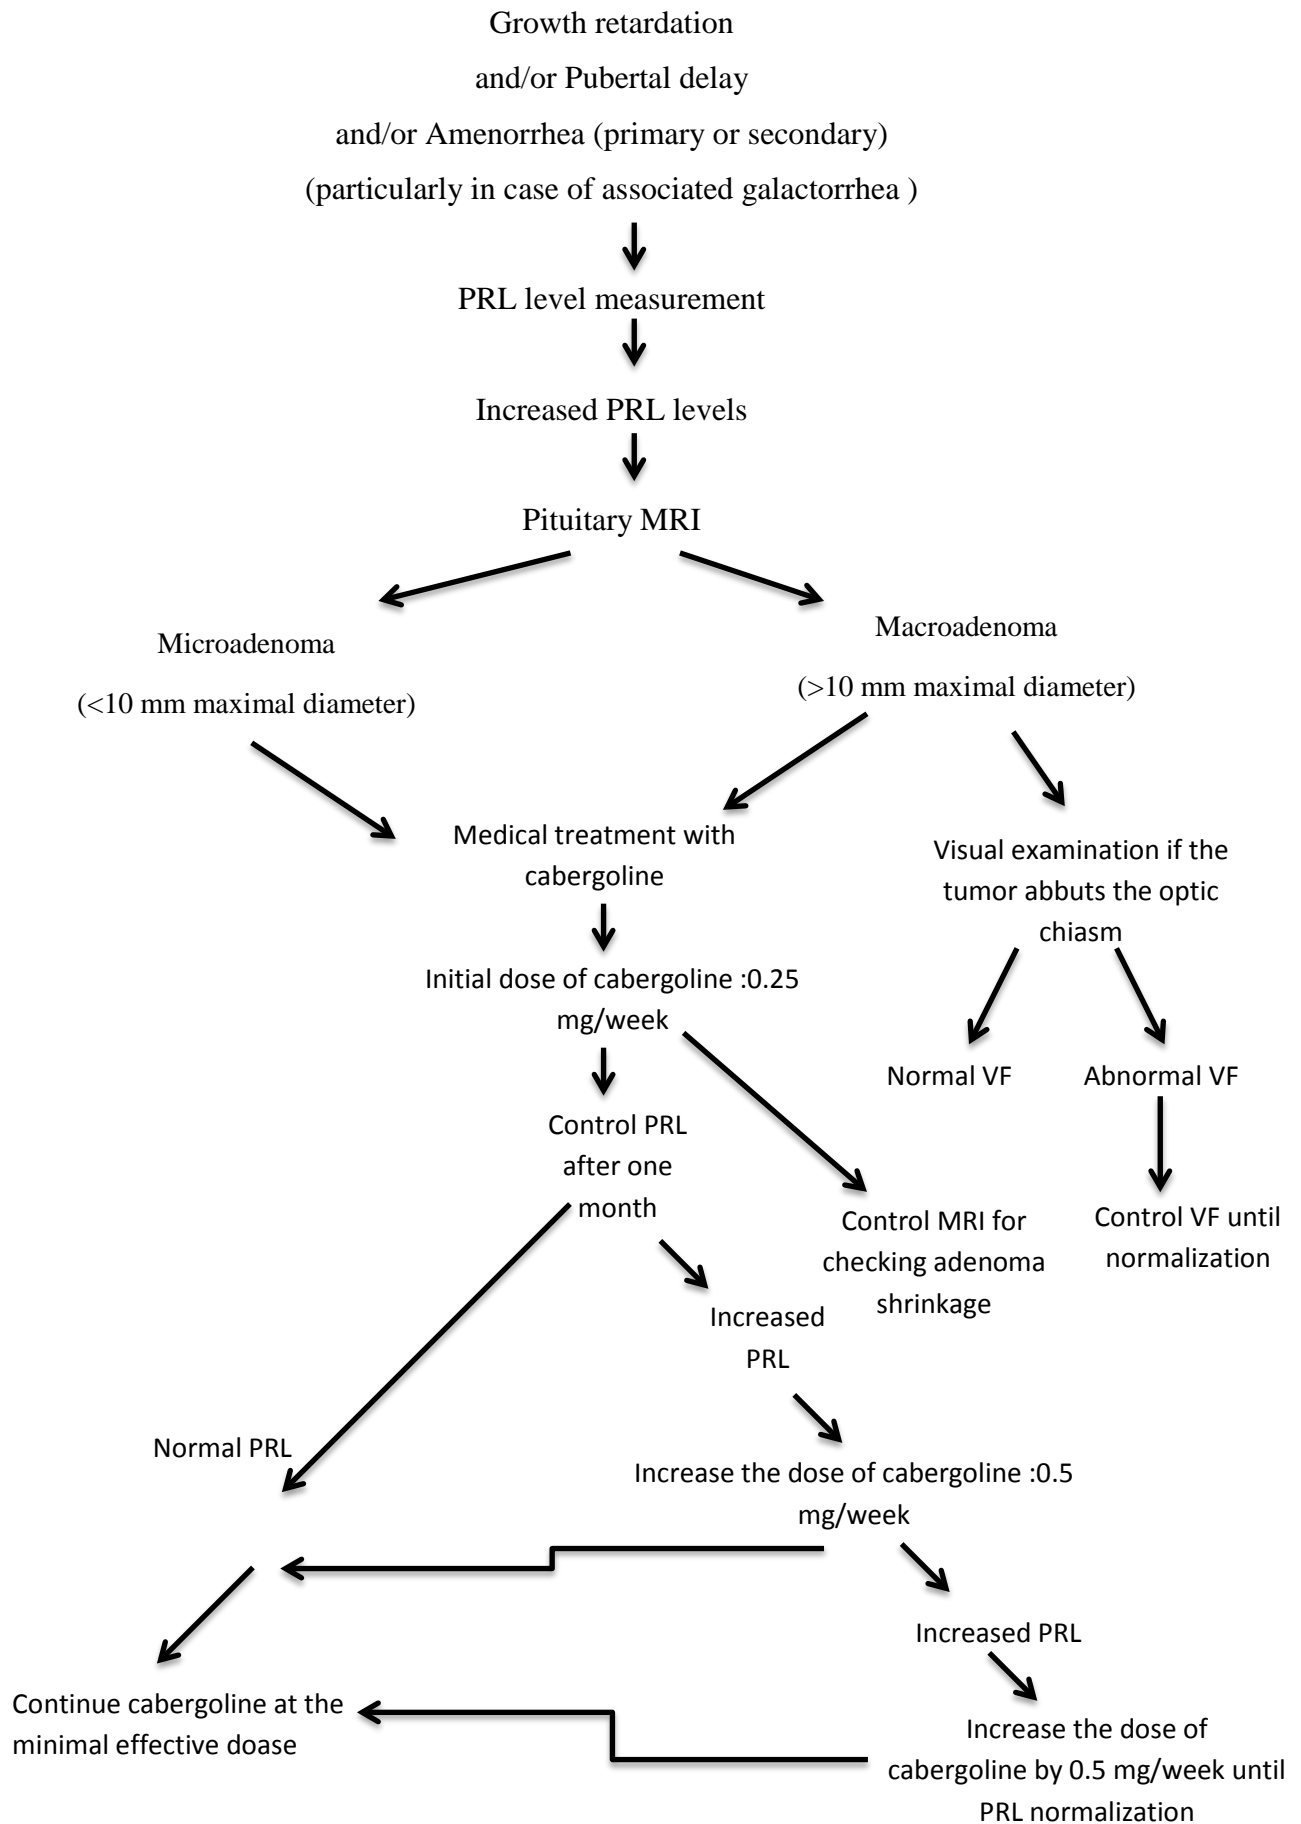 Growth retardation
and/or Pubertal delay
and/or Amenorrhea (primary or secondary)
(particularly in case of associated galactorrhea )
PRL level measurement
Increased PRL levels
Pituitary MRI
Microadenoma
(<10 mm maximal diameter)
Macroadenoma
(>10 mm maximal diameter)
Medical treatment with
cabergoline
Visual examination if the
tumor abbuts the optic
chiasm
Initial dose of cabergoline :0.25
mg/week
Normal VF
Abnormal VF
Control PRL
after one
month
Control MRI for
checking adenoma
shrinkage
Control VF until
normalization
Increased
PRL
Normal PRL
Increase the dose of cabergoline :0.5
mg/week
Increased PRL
Continue cabergoline at the
minimal effective doase
Increase the dose of
cabergoline by 0.5 mg/week until
PRL normalization